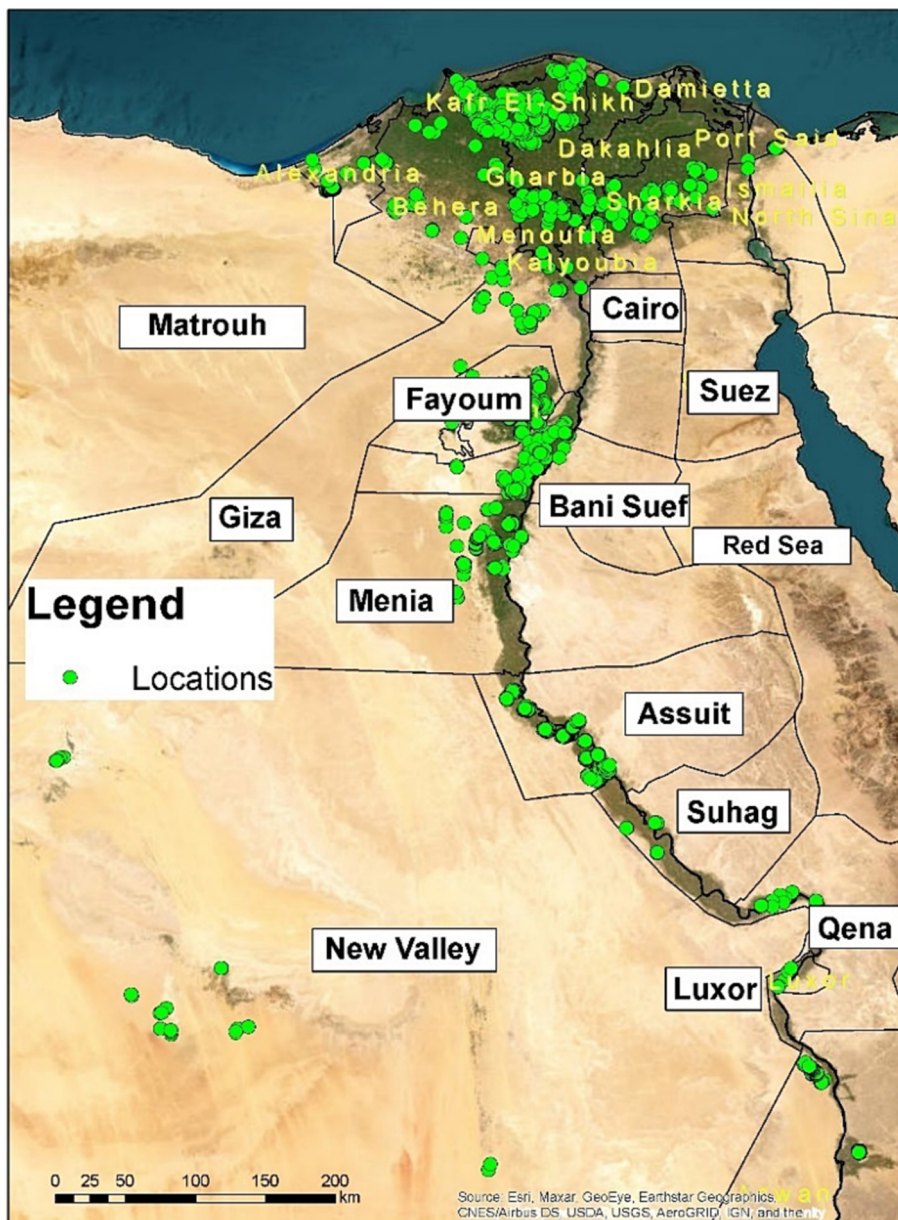 Damietta
Kafr El-Shikh
Port Said
Dakahlia
Alexandria
Gharbia
Ismailia
Behera
Sharkia
North Sina
Menoufia
Kalyoubia
Cairo
Matrouh
Suez
Fayoum
Bani Suef
Giza
Red Sea
Menia
Legend
Locations
Assuit
Suhag
Qena
New Valley
Luxor
Luxor
Aswan
0 25 50 100 150 200
km
Source: Esri, Maxar, GeoEye, Earthstar Geographics,
CNES/Airbus DS, USDA, USGS, AeroGRID, IGN, and the